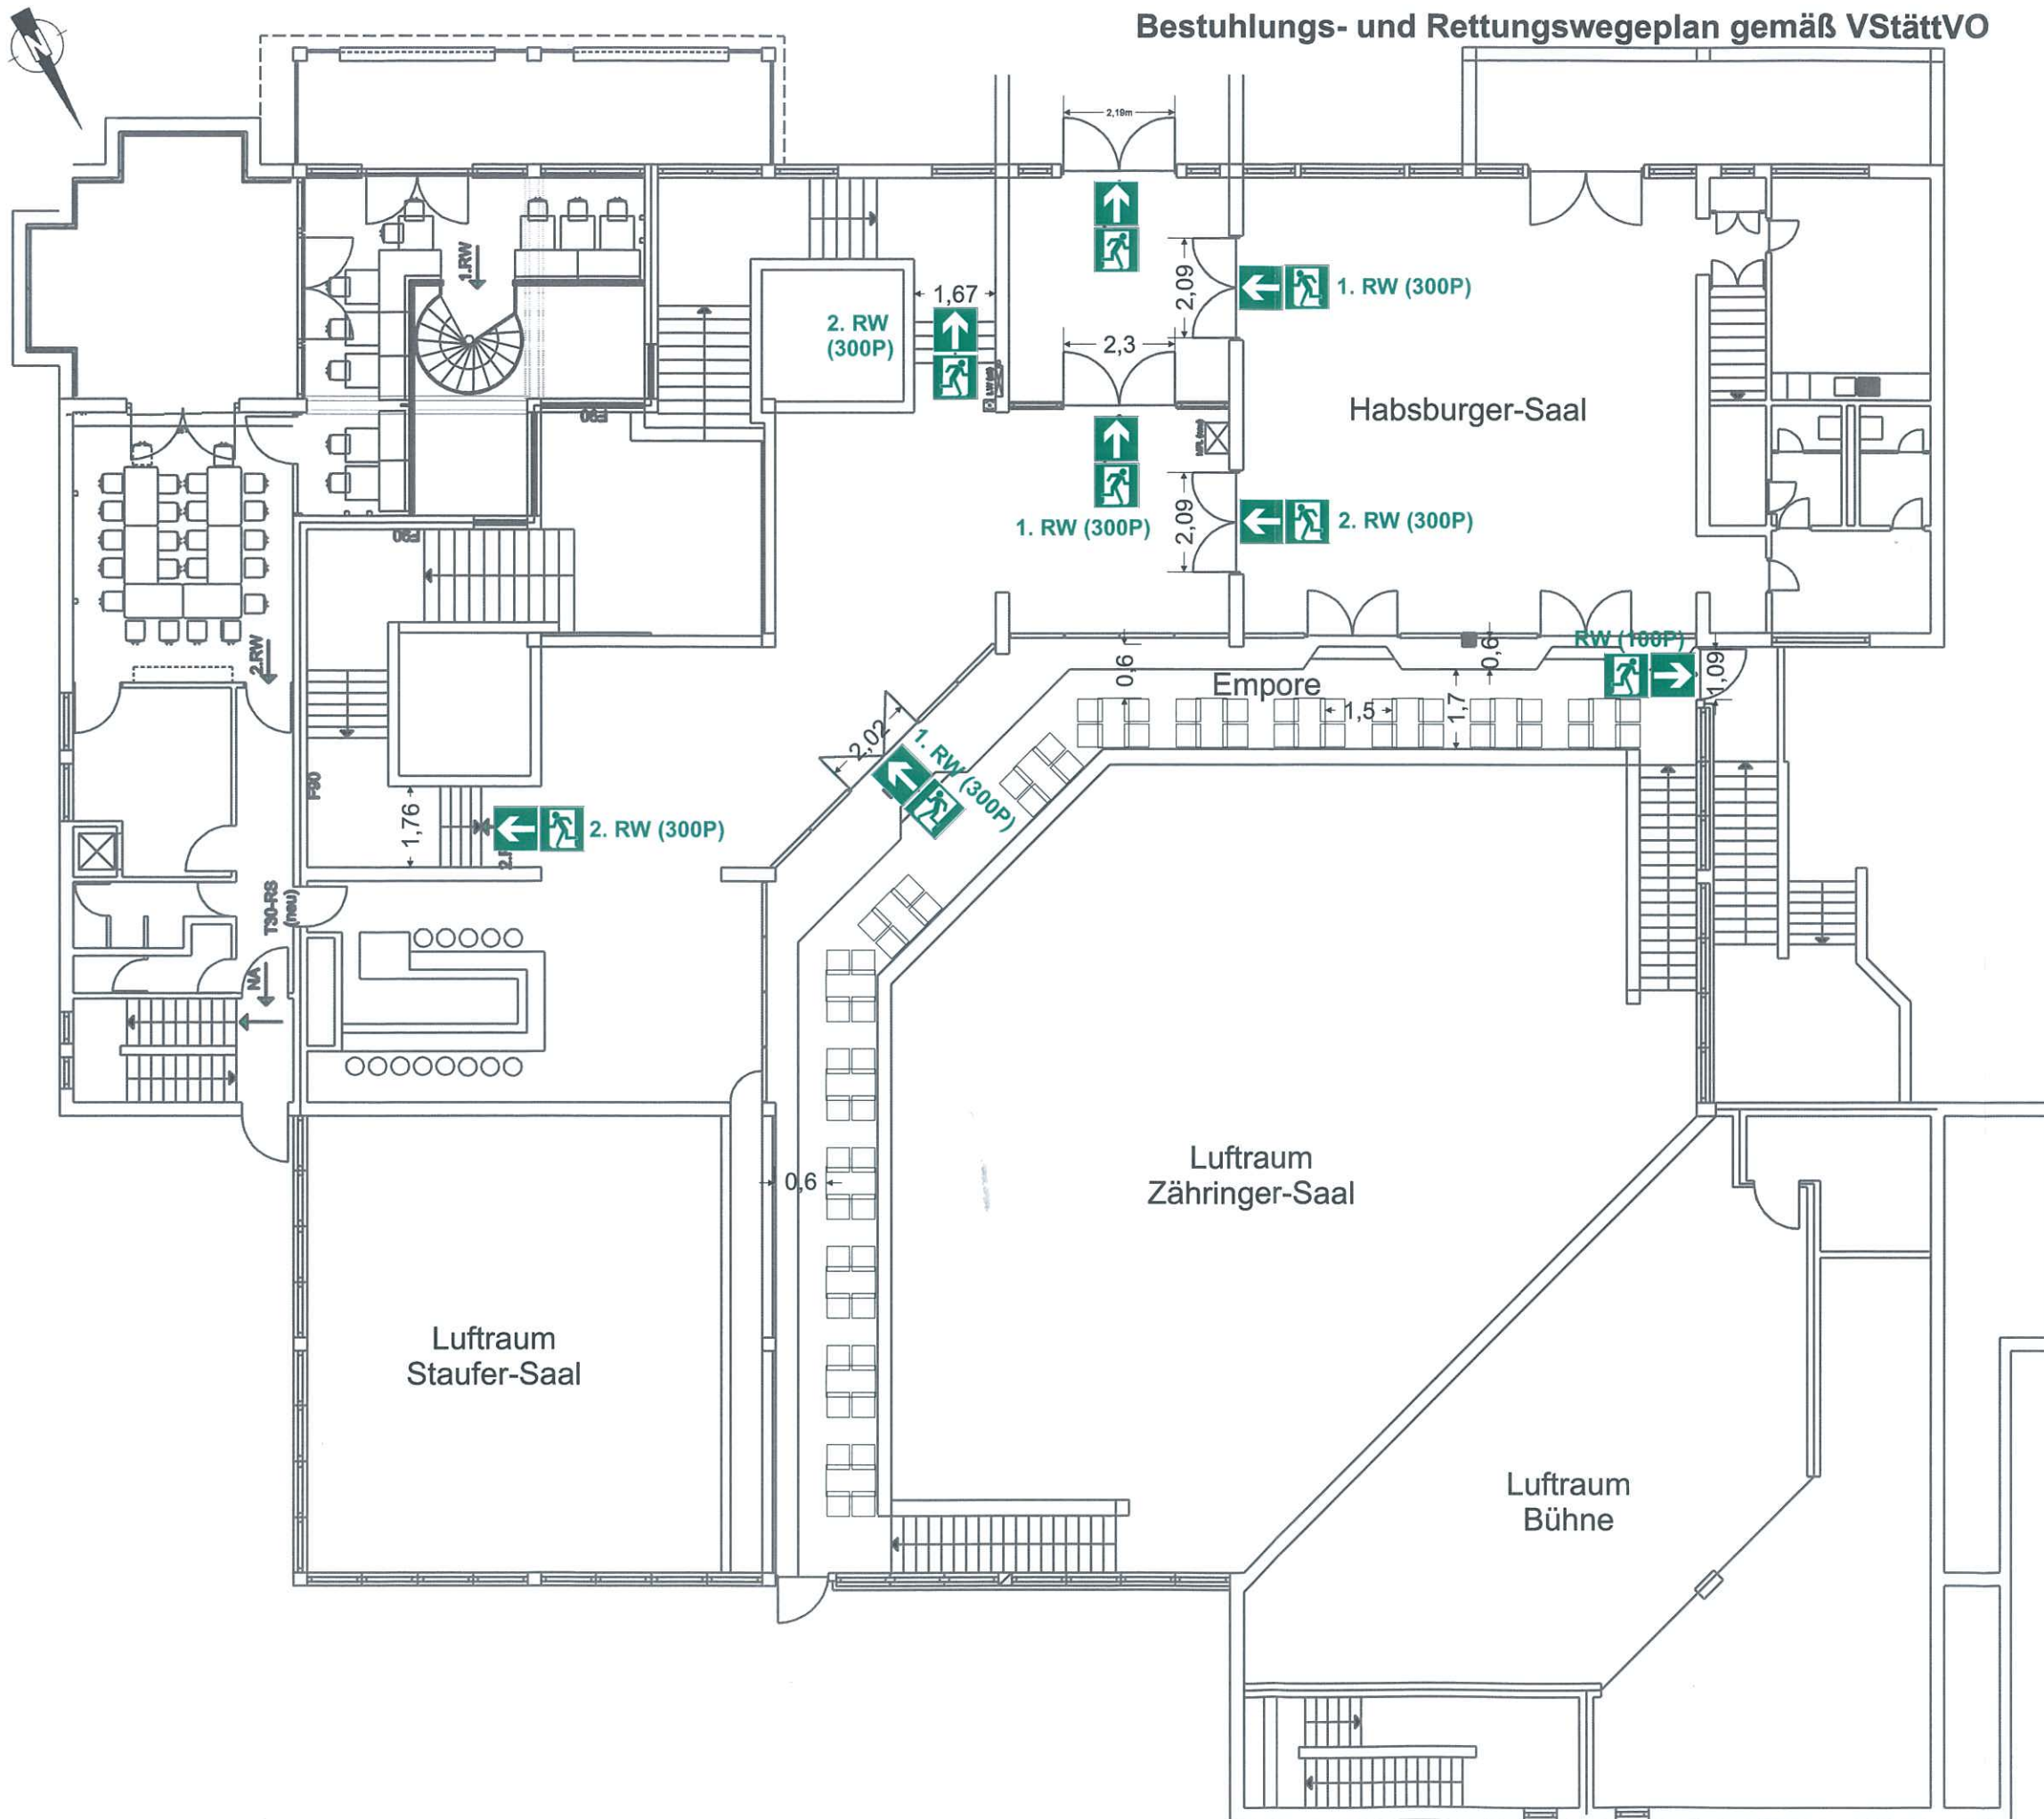 Bestuhlungs- und Rettungswegeplan gemäß VStättVO
N
2,19m
1.RW
1,67
2. RW
(300P)
2,09
1. RW (300P)
2,3
Habsburger-Saal
F90
1. RW (300P)
2,09
2. RW (300P)
F90
2.RW
0,6
0,6
RW (100P)
1,09
Empore
1,5
1,7
2,02
1. RW (300P)
F90
1,76
2. RW (300P)
T30-RS
(neu)
NA
0,6
Luftraum
Zähringer-Saal
Luftraum
Staufer-Saal
Luftraum
Bühne